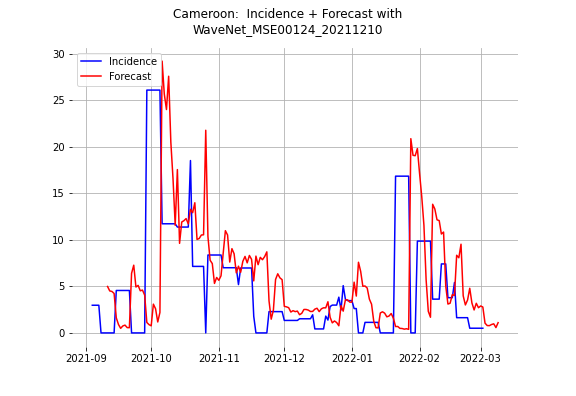 Cameroon:  Incidence + Forecast with
WaveNet_MSE00124_20211210
Incidence
Forecast
30
25
20
15
10
5
0
2021-09 2021-10 2021-11 2021-12 2022-01 2022-02 2022-03